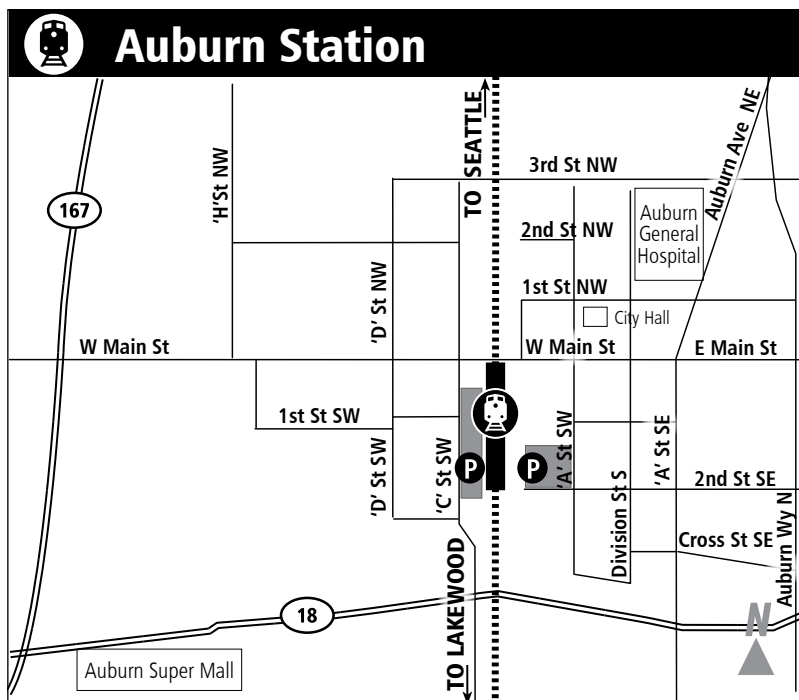 Auburn Station
TO SEATTLE
Auburn Ave NE
3rd St NW
'H'St NW
167
2nd St NW
Auburn
General
Hospital
'D' St NW
1st St NW
City Hall
W Main St
W Main St
E Main St
1st St SW
'D' St SW
'C' St SW
P
P
'A' St SW
'A' St SE
2nd St SE
Division St S
Cross St SE
Auburn Wy N
TO LAKEWOOD
18
N
Auburn Super Mall